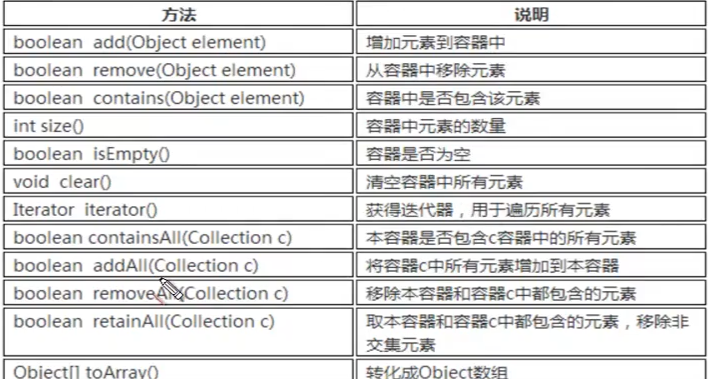 方法 说明
boolean add(Object element) 增加元素到容器中
boolean remove(Object element) 从容器中移除元素
boolean contains(Object element) 容器中是否包含该元素
int size() 容器中元素的数量
boolean isEmpty() 容器是否为空
void clear() 清空容器中所有元素
Iterator iterator() 获得迭代器，用于遍历所有元素
boolean containsAll(Collection c) 本容器是否包含c容器中的所有元素
boolean addAll(Collection c) 将容器c中所有元素增加到本容器
boolean removeAll(Collection c) 移除本容器和容器c中都包含的元素
boolean retainAll(Collection c) 取本容器和容器c中都包含的元素，移除非
交集元素
Object[] toArray() 转化成Object数组